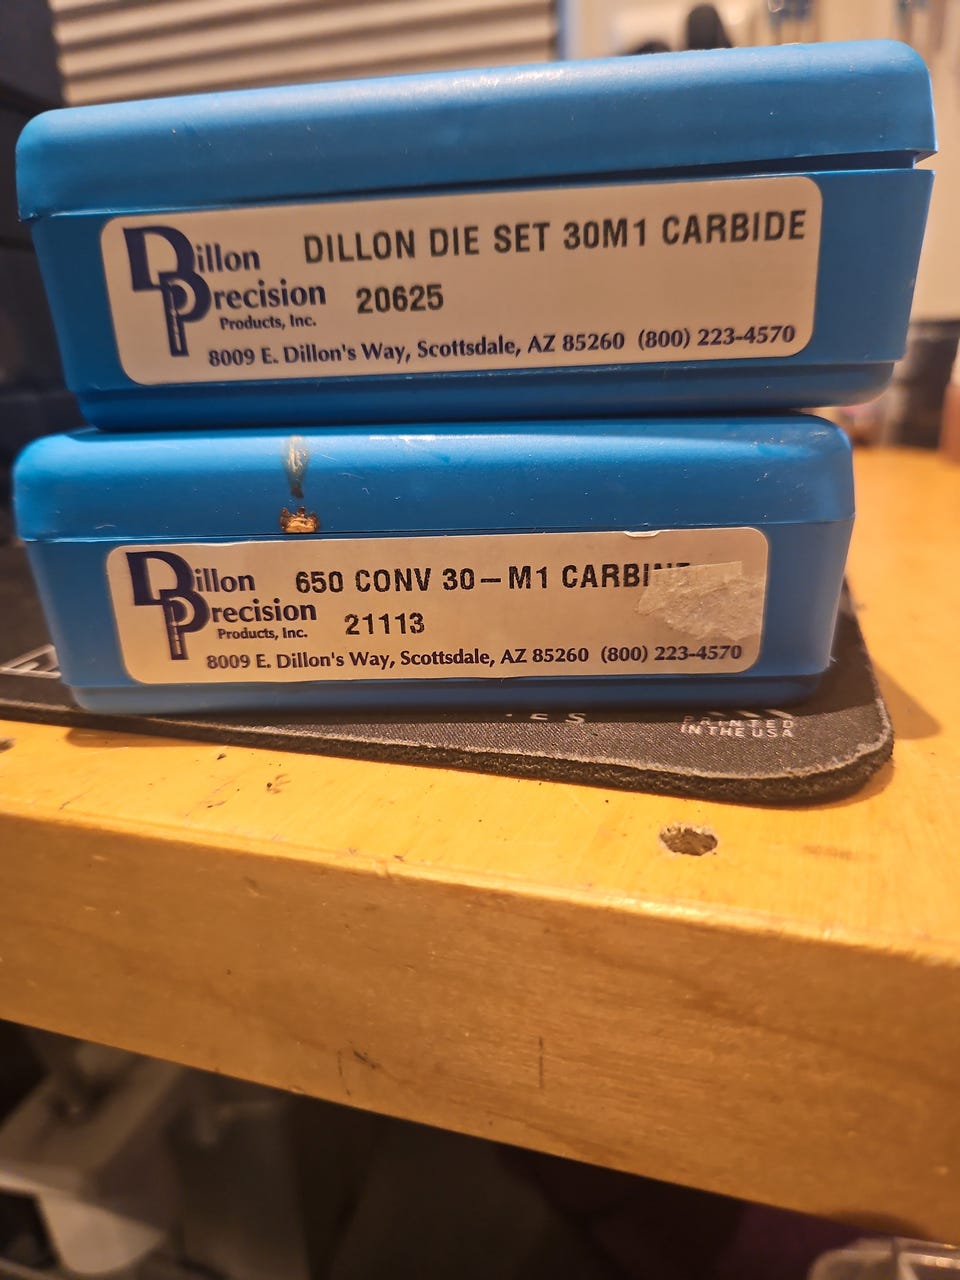 Dillon Precision Products, Inc.
DILLON DIE SET 30M1 CARBIDE
20625
8009 E. Dillon's Way, Scottsdale, AZ 85260 (800) 223-4570
Dillon Precision Products, Inc.
650 CONV 30-M1 CARBINE
21113
8009 E. Dillon's Way, Scottsdale, AZ 85260 (800) 223-4570
PRINTED
IN THE USA